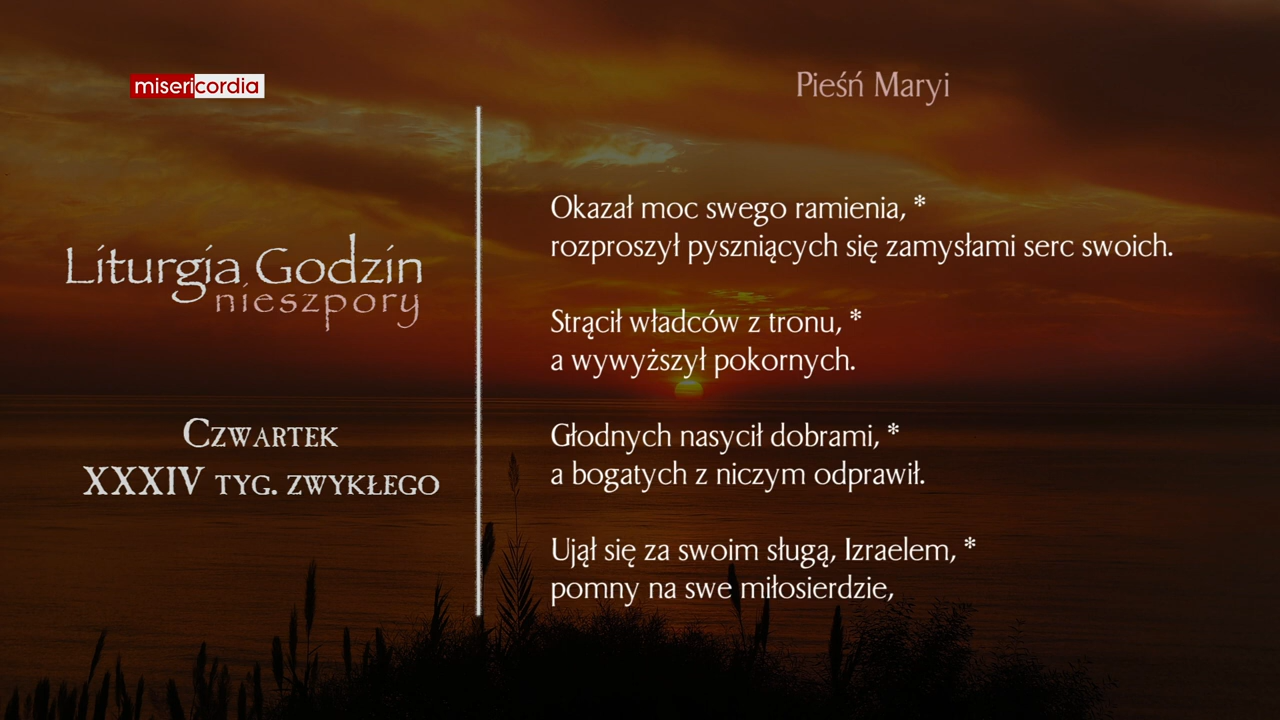 misericordia
Liturgia Godzin
nieszpory
Czwartek
XXXIV tyg. zwykłego
Pieśń Maryi
Okazał moc swego ramienia, *
rozproszył pyszniących się zamysłami serc swoich.
Strącił władców z tronu, *
a wywyższył pokornych.
Głodnych nasycił dobrami, *
a bogatych z niczym odprawił.
Ujął się za swoim sługą, Izraelem, *
pomny na swe miłosierdzie,